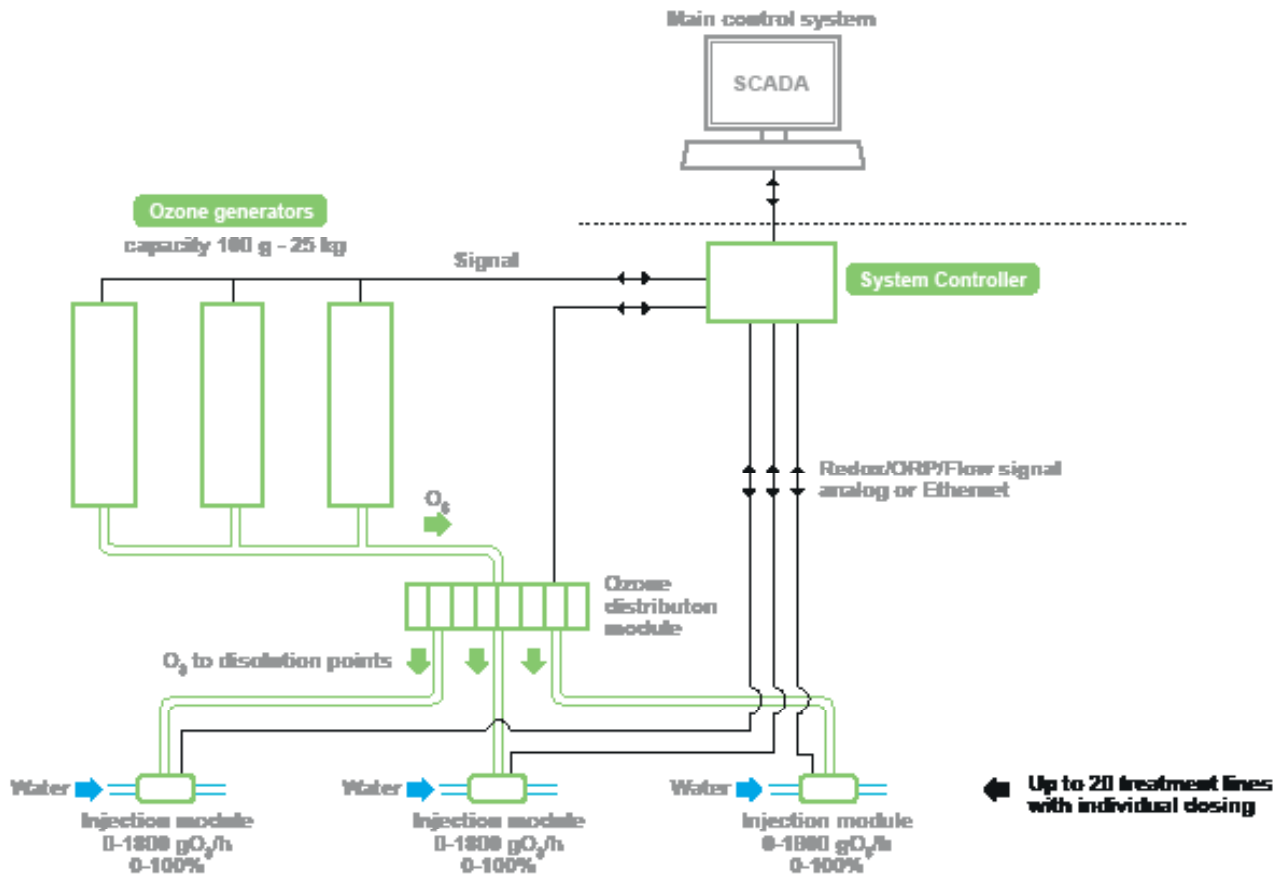 Main control system
SCADA
Ozone generators
capacity 100 g - 25 kg
Signal
System Controller
Redox/ORP/Flow signal
analog or Ethernet
O₃
Ozone
distributon
module
O₃ to disolution points
Water
Water
Water
Injection module
0-1800 gO₃/h
0-100%
Injection module
0-1800 gO₃/h
0-100%
Injection module
0-1800 gO₃/h
0-100%
Up to 20 treatment lines
with individual dosing